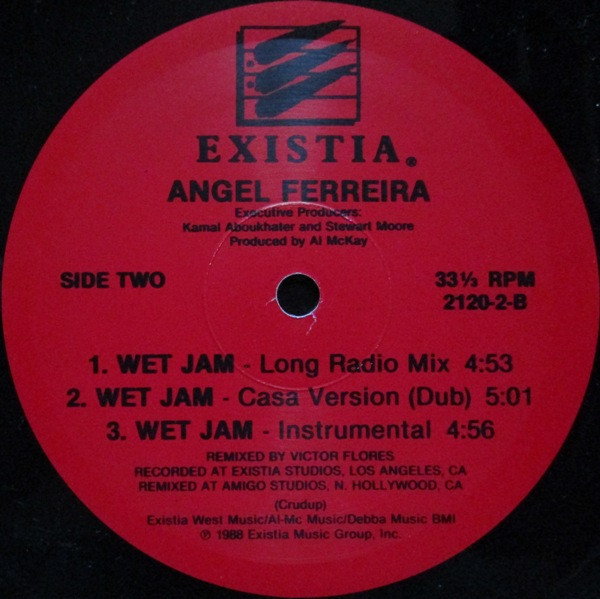 EXISTIA®
ANGEL FERREIRA
Executive Producers:
Kamal Aboukhater and Stewart Moore
Produced by Al McKay
SIDE TWO
33 ⅓ RPM
2120-2-B
1. WET JAM - Long Radio Mix 4:53
2. WET JAM - Casa Version (Dub) 5:01
3. WET JAM - Instrumental 4:56
REMIXED BY VICTOR FLORES
RECORDED AT EXISTIA STUDIOS, LOS ANGELES, CA
REMIXED AT AMIGO STUDIOS, N. HOLLYWOOD, CA
(Crudup)
Existia West Music/Al-Mc Music/Debba Music BMI
℗ 1988 Existia Music Group, Inc.